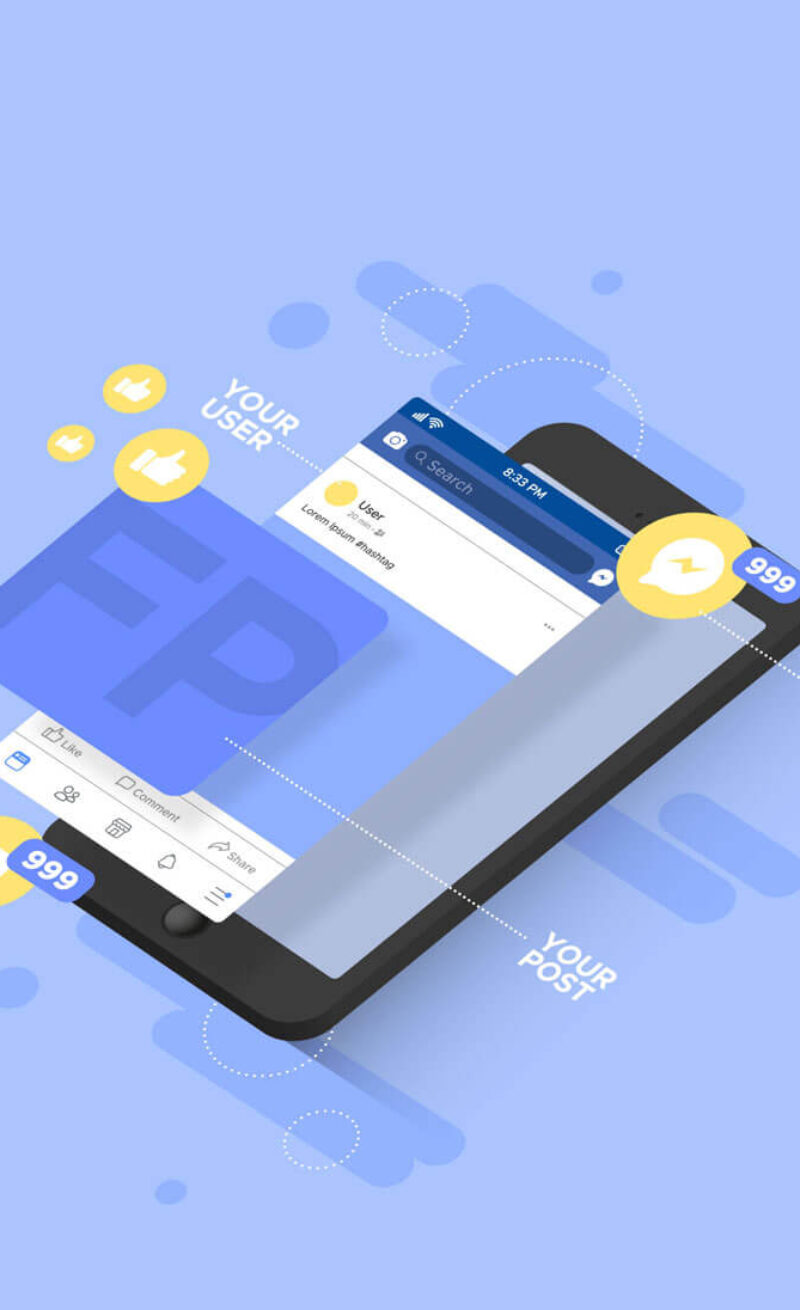 YOUR
USER
8:33 PM
Search
User
20 min
Lorem Ipsum #hashtag
...
999
FP
Like
Comment
Share
999
YOUR
POST